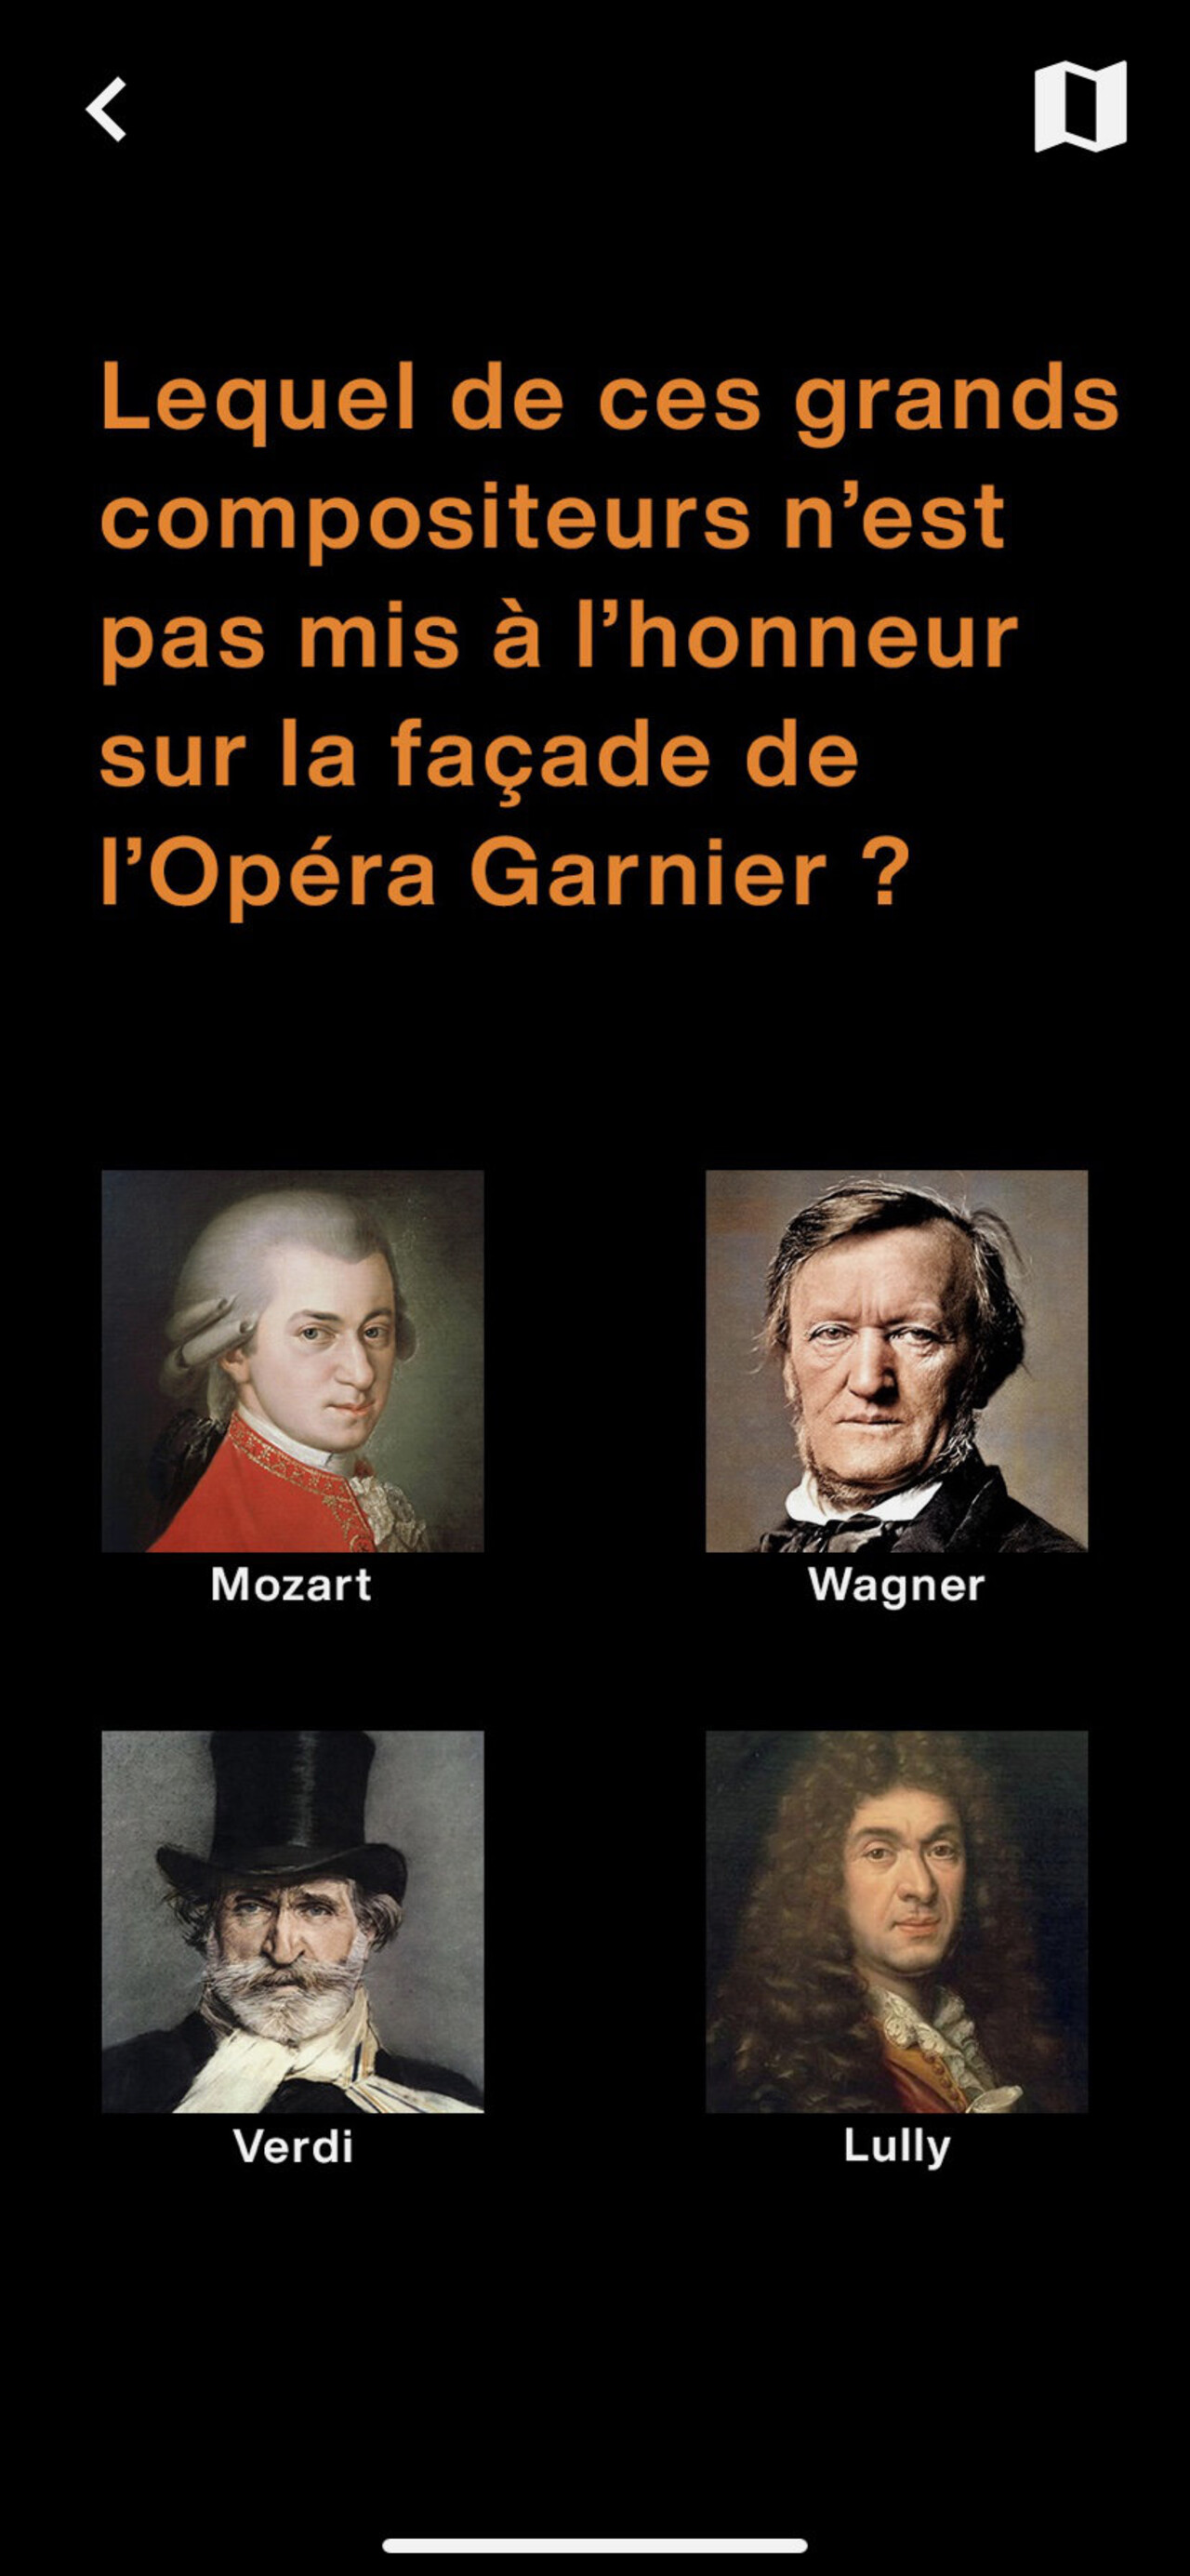 Lequel de ces grands
compositeurs n’est
pas mis à l’honneur
sur la façade de
l’Opéra Garnier ?
Mozart
Wagner
Verdi
Lully